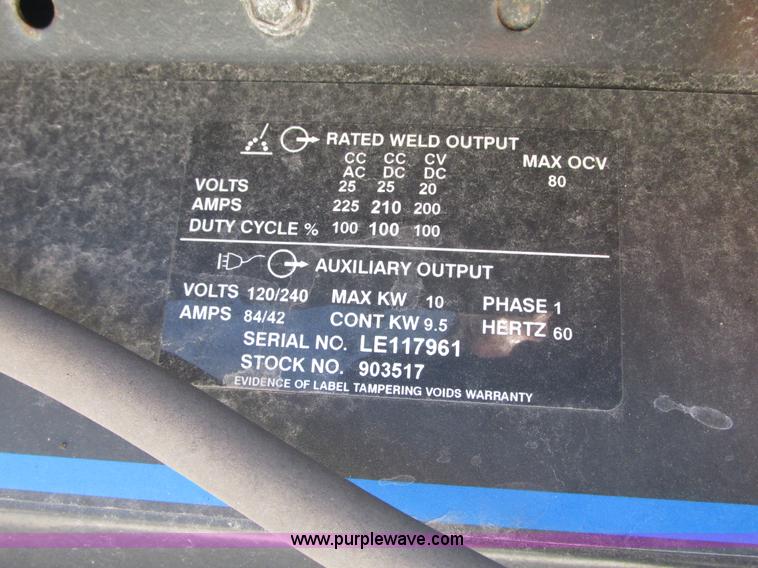 RATED WELD OUTPUT
CC CC CV MAX OCV
AC DC DC 80
VOLTS 25 25 20
AMPS 225 210 200
DUTY CYCLE % 100 100 100
AUXILIARY OUTPUT
VOLTS 120/240 MAX KW 10 PHASE 1
AMPS 84/42 CONT KW 9.5 HERTZ 60
SERIAL NO. LE117961
STOCK NO. 903517
EVIDENCE OF LABEL TAMPERING VOIDS WARRANTY
www.purplewave.com